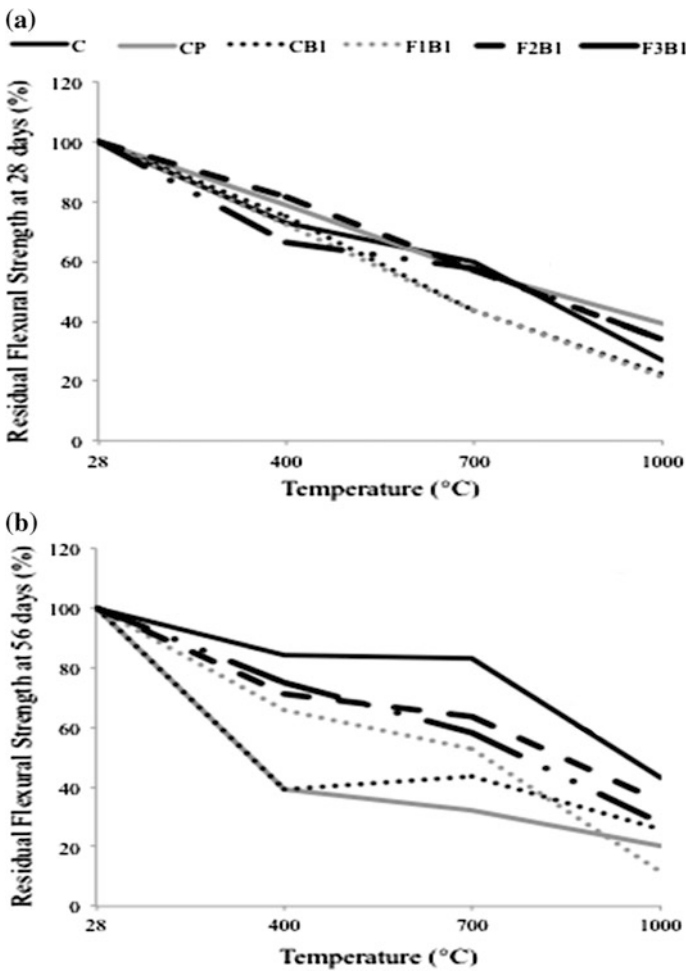 (a)
C CP CB1 F1B1 F2B1 F3B1
Residual Flexural Strength at 28 days (%)
120
100
80
60
40
20
0
28 400 700 1000
Temperature (°C)
(b)
Residual Flexural Strength at 56 days (%)
120
100
80
60
40
20
0
28 400 700 1000
Temperature (°C)